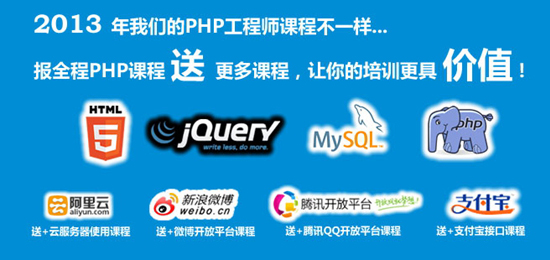 2013 年我们的PHP工程师课程不一样...
报全程PHP课程 送 更多课程，让你的培训更具 价值！
HTML
5
jQuery
write less, do more.
MySQL
php
阿里云
aliyun.com
新浪微博
weibo.cn
腾讯开放平台
支付宝
送+云服务器使用课程
送+微博开放平台课程
送+腾讯QQ开放平台课程
送+支付宝接口课程